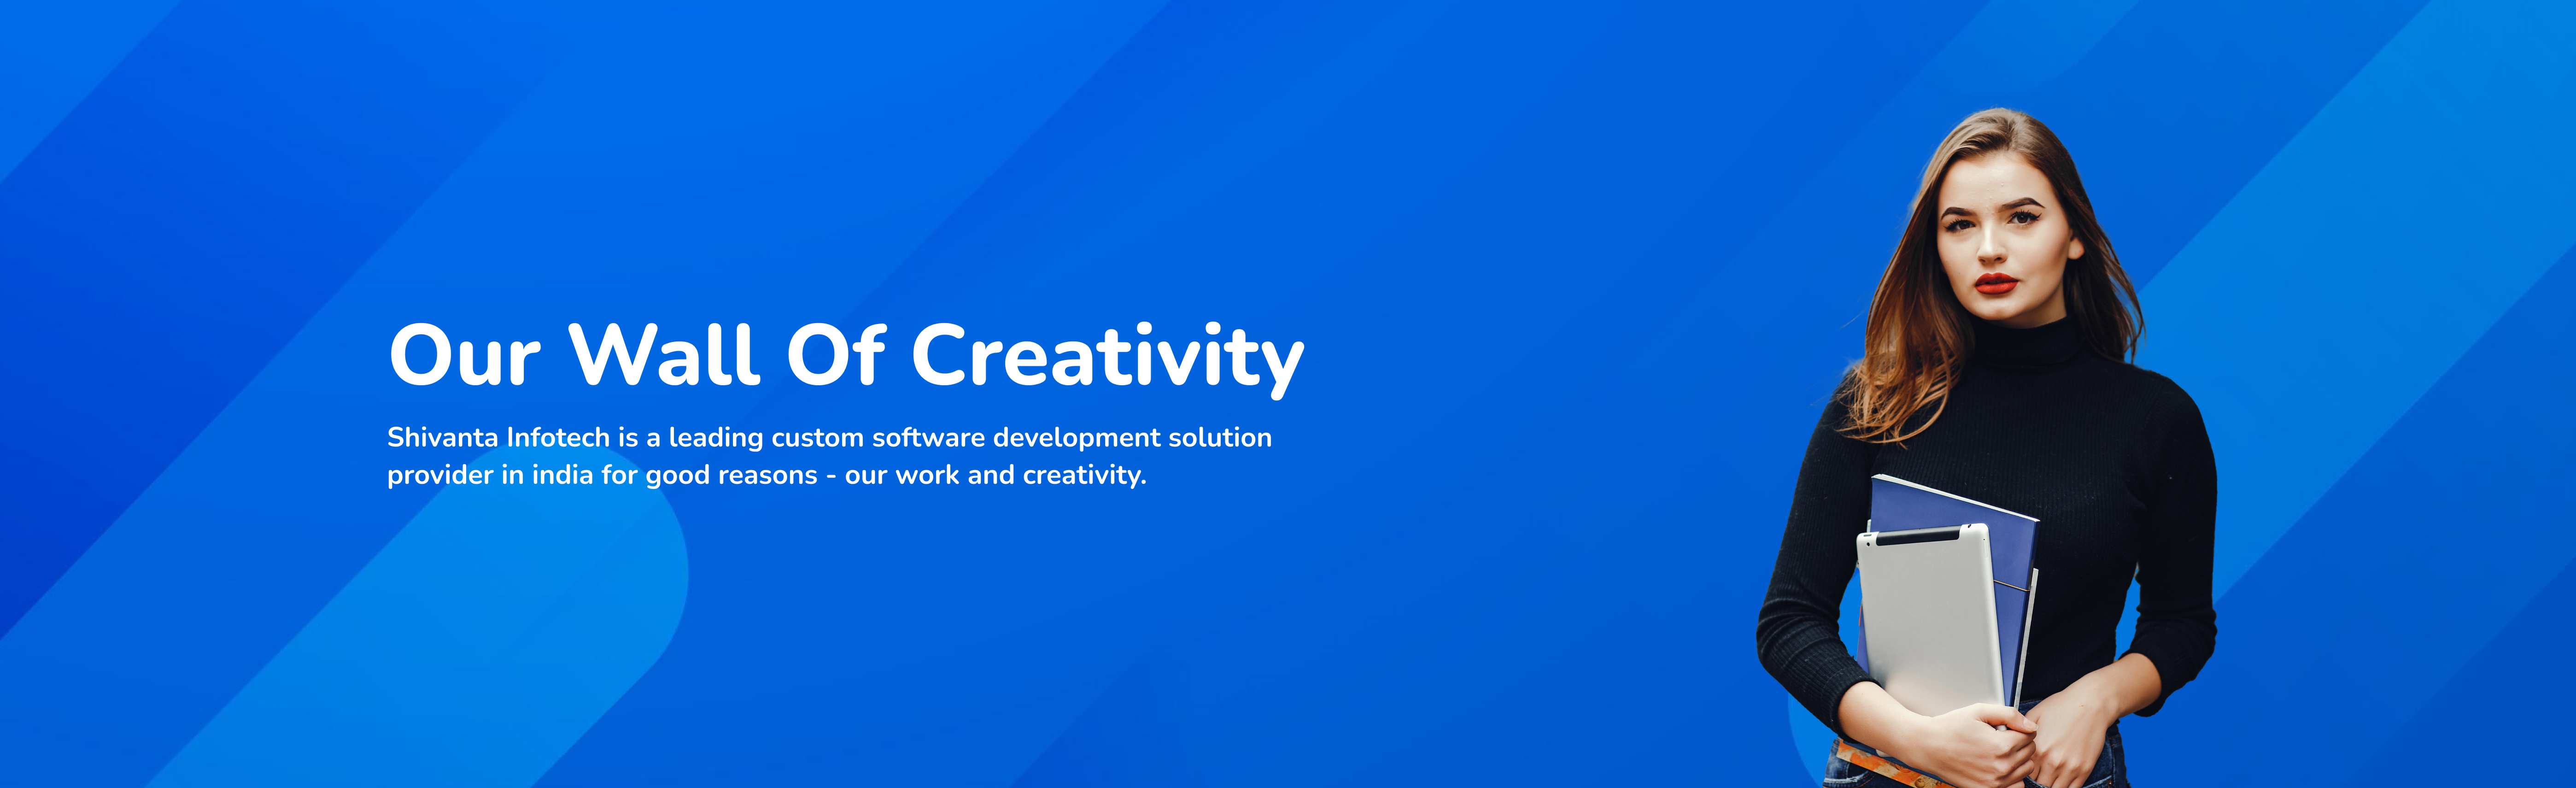 Our Wall Of Creativity
Shivanta Infotech is a leading custom software development solution
provider in india for good reasons - our work and creativity.